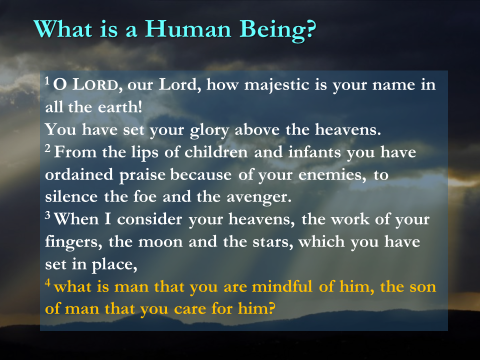 What is a Human Being?
1 O LORD, our Lord, how majestic is your name in
all the earth!
You have set your glory above the heavens.
2 From the lips of children and infants you have
ordained praise because of your enemies, to
silence the foe and the avenger.
3 When I consider your heavens, the work of your
fingers, the moon and the stars, which you have
set in place,
4 what is man that you are mindful of him, the son
of man that you care for him?